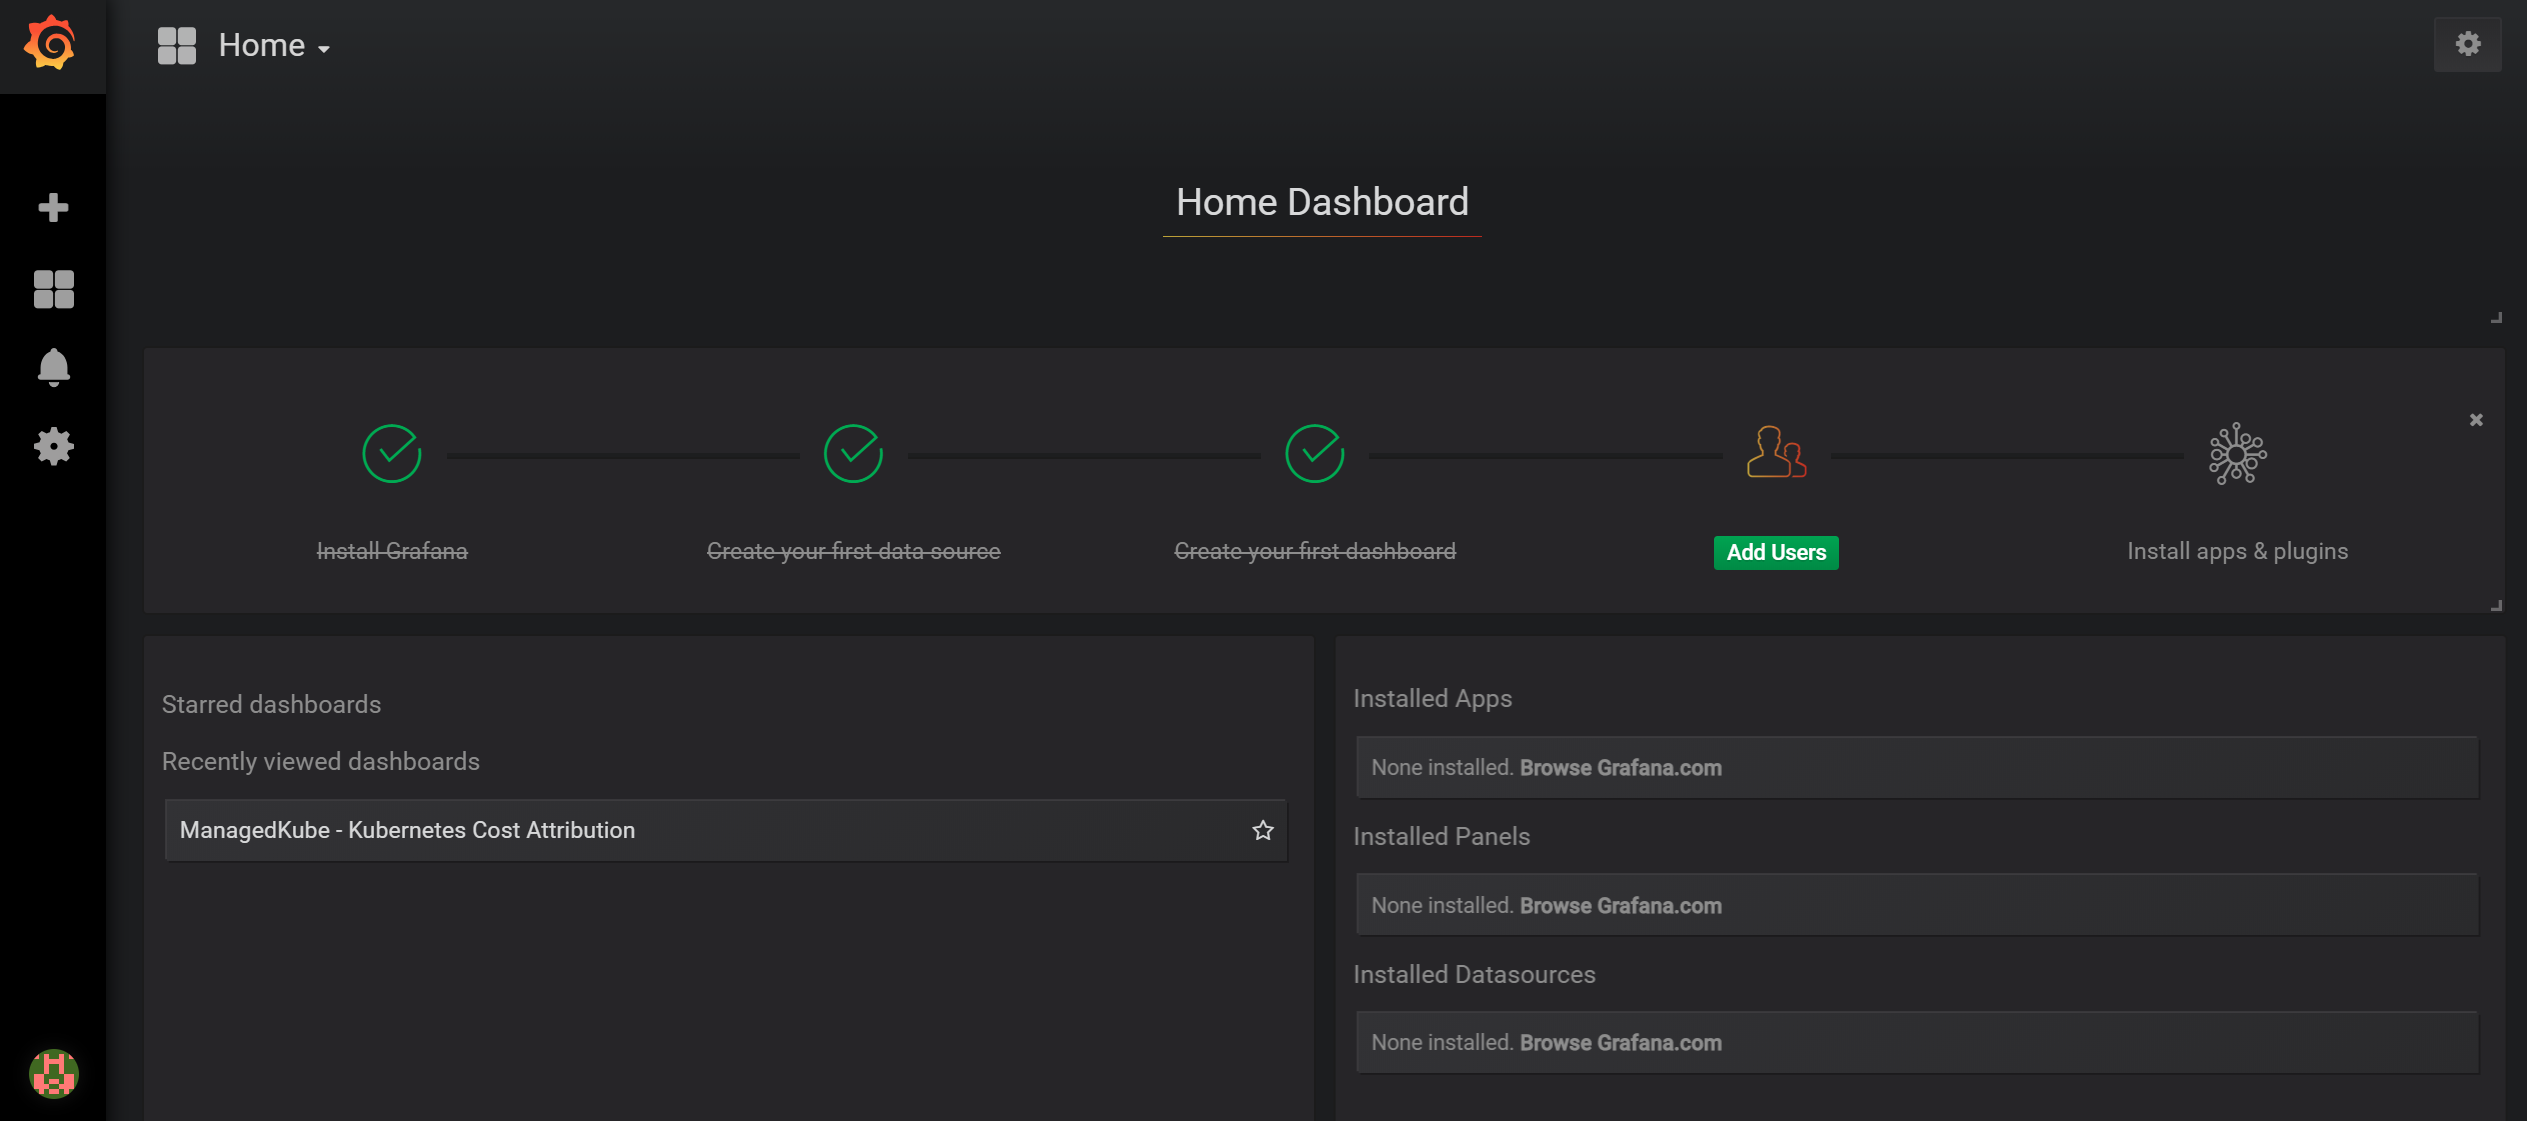 Home
Home Dashboard
Install Grafana
Create your first data source
Create your first dashboard
Add Users
Install apps & plugins
Starred dashboards
Recently viewed dashboards
ManagedKube - Kubernetes Cost Attribution
Installed Apps
None installed. Browse Grafana.com
Installed Panels
None installed. Browse Grafana.com
Installed Datasources
None installed. Browse Grafana.com